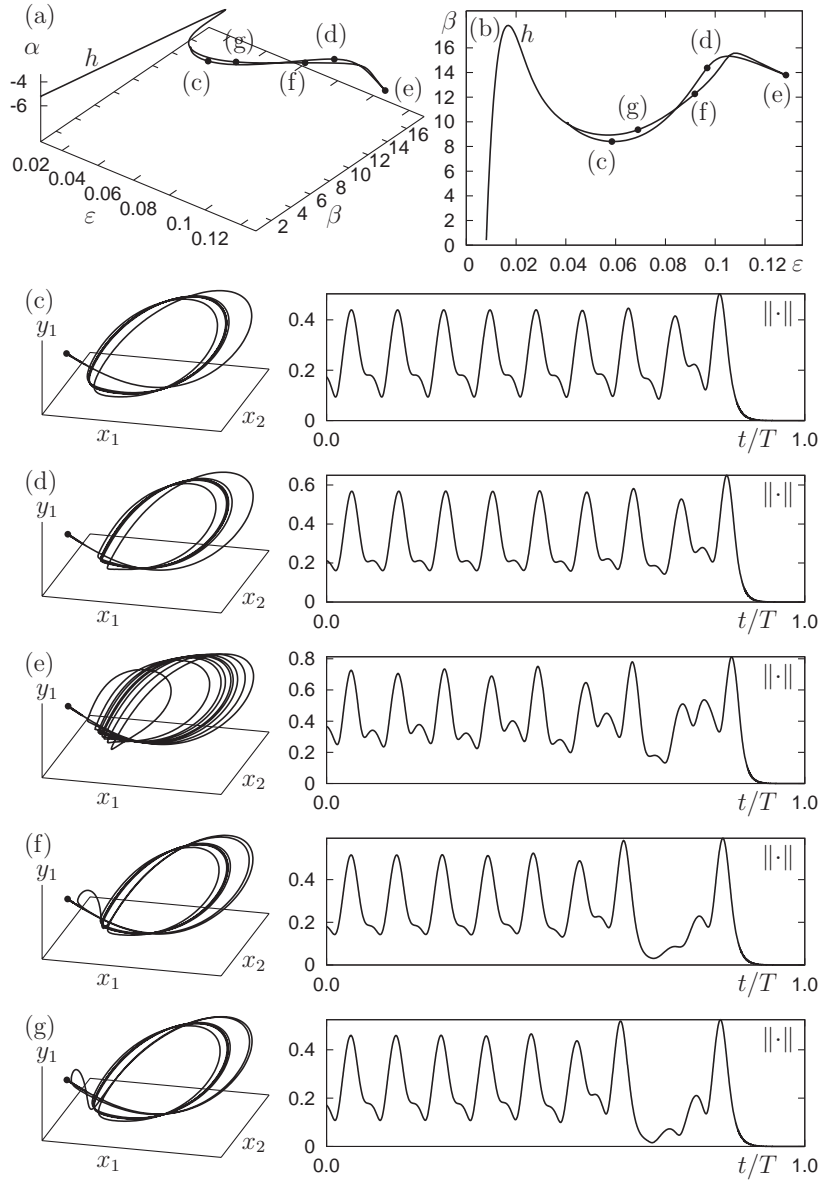 (a)
α
h
-4
-6
(g)
(d)
(c)
(f)
(e)
0.02
0.04
0.06
0.08
0.1
0.12
ε
2
4
6
8
10
12
14
16
β
β
(b)
h
(d)
(e)
(g)
(f)
(c)
18
16
14
12
10
8
6
4
2
0
0
0.02
0.04
0.06
0.08
0.1
0.12
ε
(c)
y₁
x₁
x₂
0.4
0.2
0
0.0
t/T
1.0
||·||
(d)
y₁
x₁
x₂
0.6
0.4
0.2
0
0.0
t/T
1.0
||·||
(e)
y₁
x₁
x₂
0.8
0.6
0.4
0.2
0
0.0
t/T
1.0
||·||
(f)
y₁
x₁
x₂
0.4
0.2
0
0.0
t/T
1.0
||·||
(g)
y₁
x₁
x₂
0.4
0.2
0
0.0
t/T
1.0
||·||